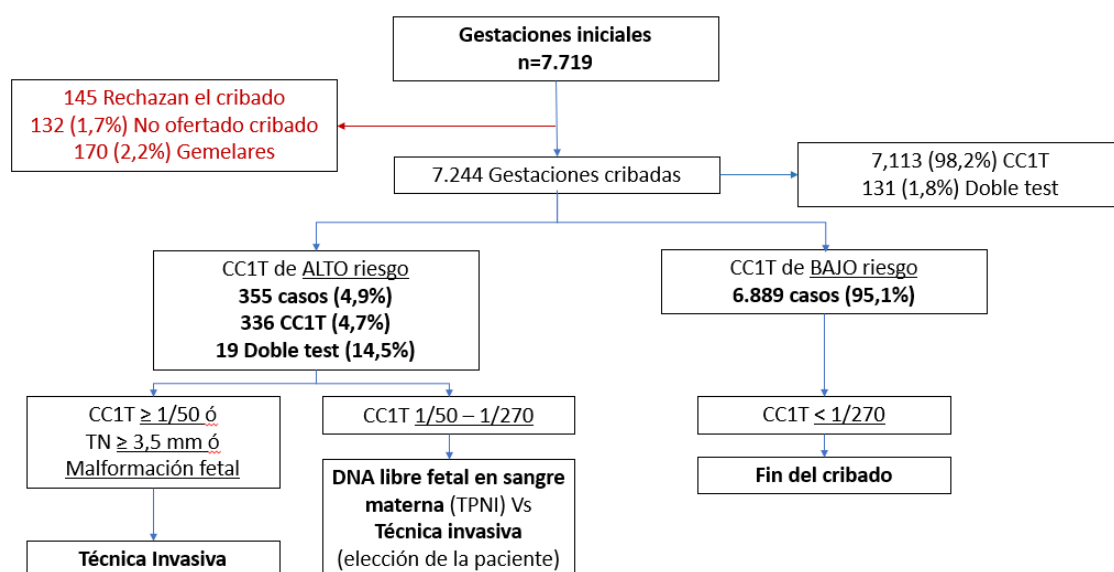 Gestaciones iniciales
n=7.719
145 Rechazan el cribado
132 (1,7%) No ofertado cribado
170 (2,2%) Gemelares
7.244 Gestaciones cribadas
7,113 (98,2%) CC1T
131 (1,8%) Doble test
CC1T de ALTO riesgo
355 casos (4,9%)
336 CC1T (4,7%)
19 Doble test (14,5%)
CC1T de BAJO riesgo
6.889 casos (95,1%)
CC1T ≥ 1/50 ó
TN ≥ 3,5 mm ó
Malformación fetal
CC1T 1/50 – 1/270
CC1T < 1/270
Técnica Invasiva
DNA libre fetal en sangre
materna (TPNI) Vs
Técnica invasiva
(elección de la paciente)
Fin del cribado